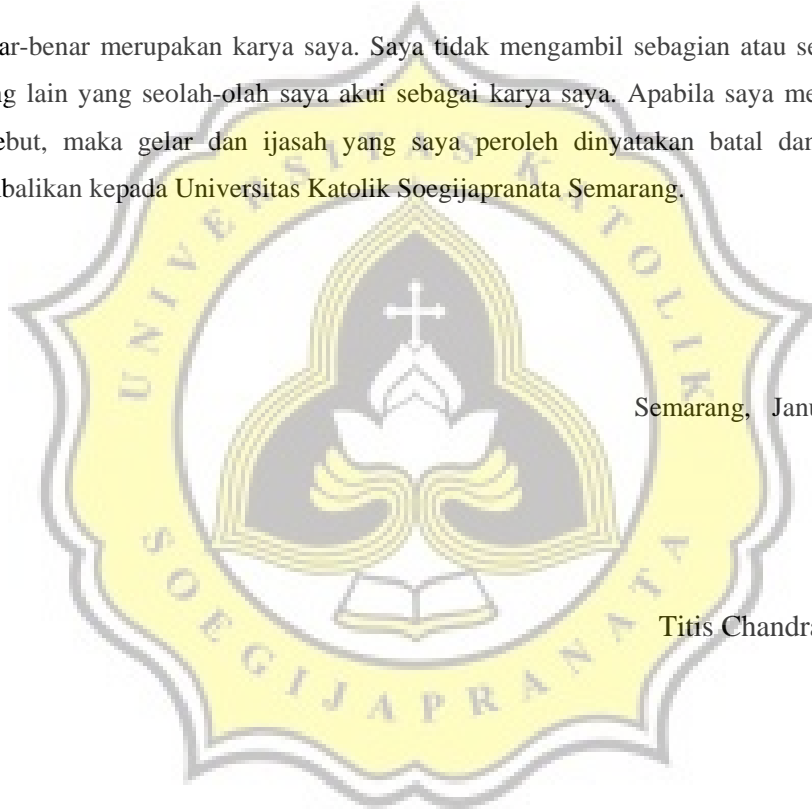 ar-benar merupakan karya saya. Saya tidak mengambil sebagian atau se
ng lain yang seolah-olah saya akui sebagai karya saya. Apabila saya me
ebut, maka gelar dan ijasah yang saya peroleh dinyatakan batal dan
nbalikan kepada Universitas Katolik Soegijapranata Semarang.
UNIVERSITAS KATOLIK
Semarang, Janu
Titis Chandra
SOEGIJAPRANATA